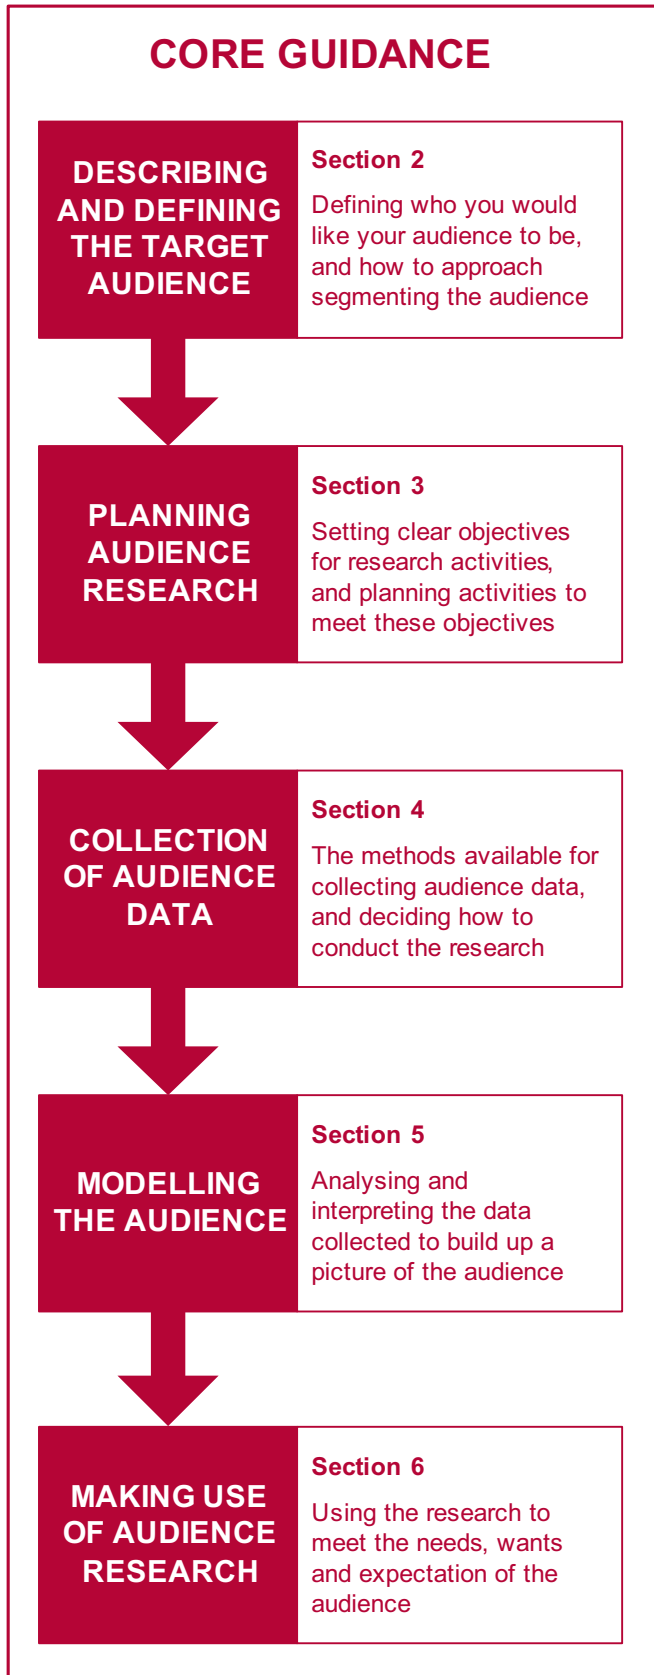 CORE GUIDANCE
DESCRIBING
AND DEFINING
THE TARGET
AUDIENCE
Section 2
Defining who you would
like your audience to be,
and how to approach
segmenting the audience
PLANNING
AUDIENCE
RESEARCH
Section 3
Setting clear objectives
for research activities,
and planning activities to
meet these objectives
COLLECTION
OF AUDIENCE
DATA
Section 4
The methods available for
collecting audience data,
and deciding how to
conduct the research
MODELLING
THE AUDIENCE
Section 5
Analysing and
interpreting the data
collected to build up a
picture of the audience
MAKING USE
OF AUDIENCE
RESEARCH
Section 6
Using the research to
meet the needs, wants
and expectation of the
audience